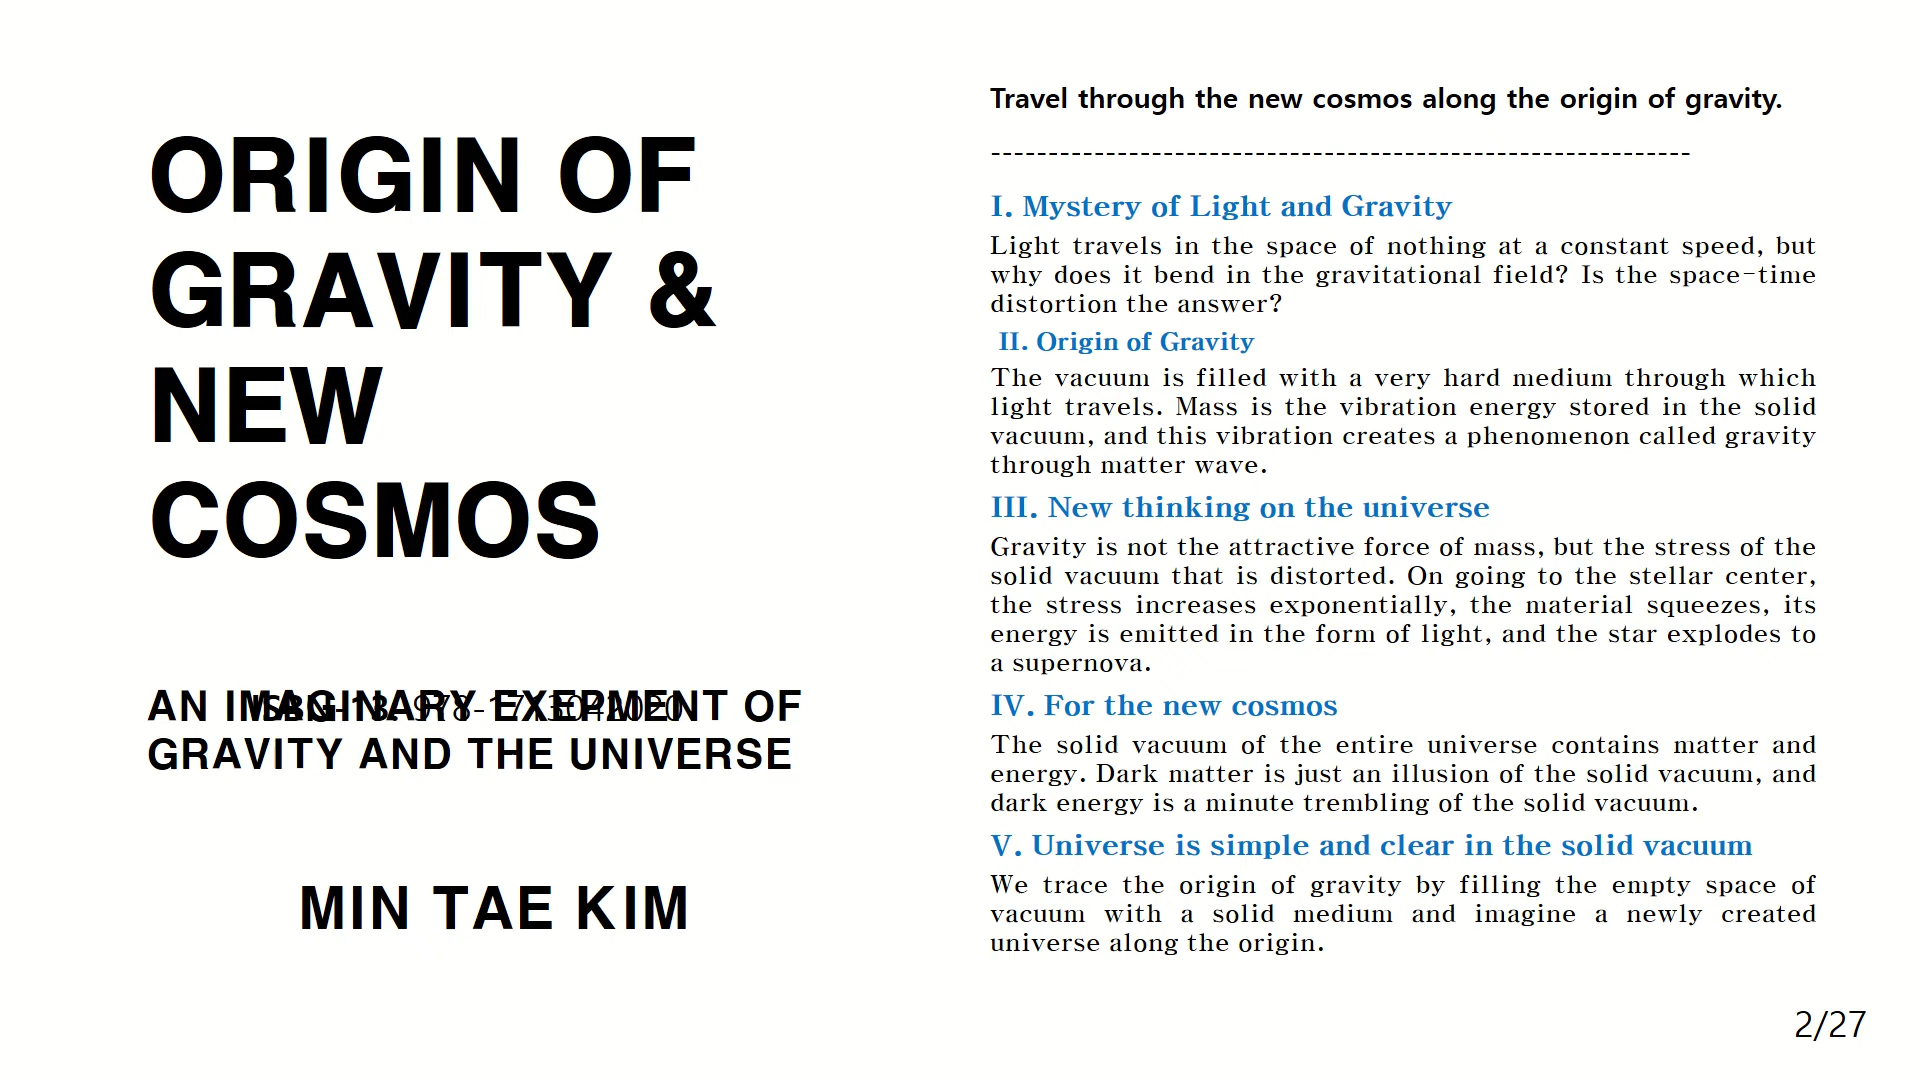 ORIGIN OF
GRAVITY &
NEW
COSMOS
AN IMAGINARY OF
GRAVITY AND THE UNIVERSE
MIN TAE KIM
Travel through the new cosmos along the origin of gravity.
------------------------------------------------------------
I. Mystery of Light and Gravity
Light travels in the space of nothing at a constant speed, but
why does it bend in the gravitational field? Is the space-time
distortion the answer?
II. Origin of Gravity
The vacuum is filled with a very hard medium through which
light travels. Mass is the vibration energy stored in the solid
vacuum, and this vibration creates a phenomenon called gravity
through matter wave.
III. New thinking on the universe
Gravity is not the attractive force of mass, but the stress of the
solid vacuum that is distorted. On going to the stellar center,
the stress increases exponentially, the material squeezes, its
energy is emitted in the form of light, and the star explodes to
a supernova.
IV. For the new cosmos
The solid vacuum of the entire universe contains matter and
energy. Dark matter is just an illusion of the solid vacuum, and
dark energy is a minute trembling of the solid vacuum.
V. Universe is simple and clear in the solid vacuum
We trace the origin of gravity by filling the empty space of
vacuum with a solid medium and imagine a newly created
universe along the origin.
2/27